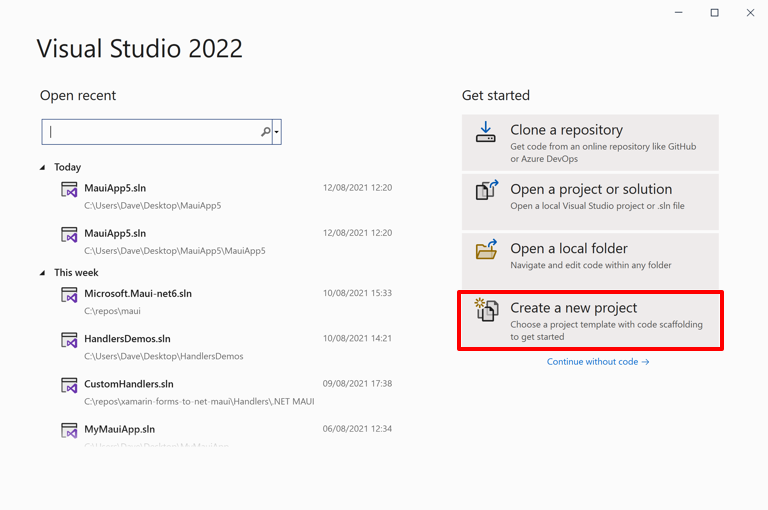 Visual Studio 2022
Open recent
Today
MauiApp5.sln 12/08/2021 12:20
C:\Users\Dave\Desktop\MauiApp5
MauiApp5.sln 12/08/2021 12:20
C:\Users\Dave\Desktop\MauiApp5\MauiApp5
This week
Microsoft.Maui-net6.sln 10/08/2021 15:33
C:\repos\maui
HandlersDemos.sln 10/08/2021 14:21
C:\Users\Dave\Desktop\HandlersDemos
CustomHandlers.sln 09/08/2021 17:38
C:\repos\xamarin-forms-to-net-maui\Handlers\.NET MAUI
MyMauiApp.sln 06/08/2021 12:34
Get started
Clone a repository
Get code from an online repository like GitHub
or Azure DevOps
Open a project or solution
Open a local Visual Studio project or .sln file
Open a local folder
Navigate and edit code within any folder
Create a new project
Choose a project template with code scaffolding
to get started
Continue without code →